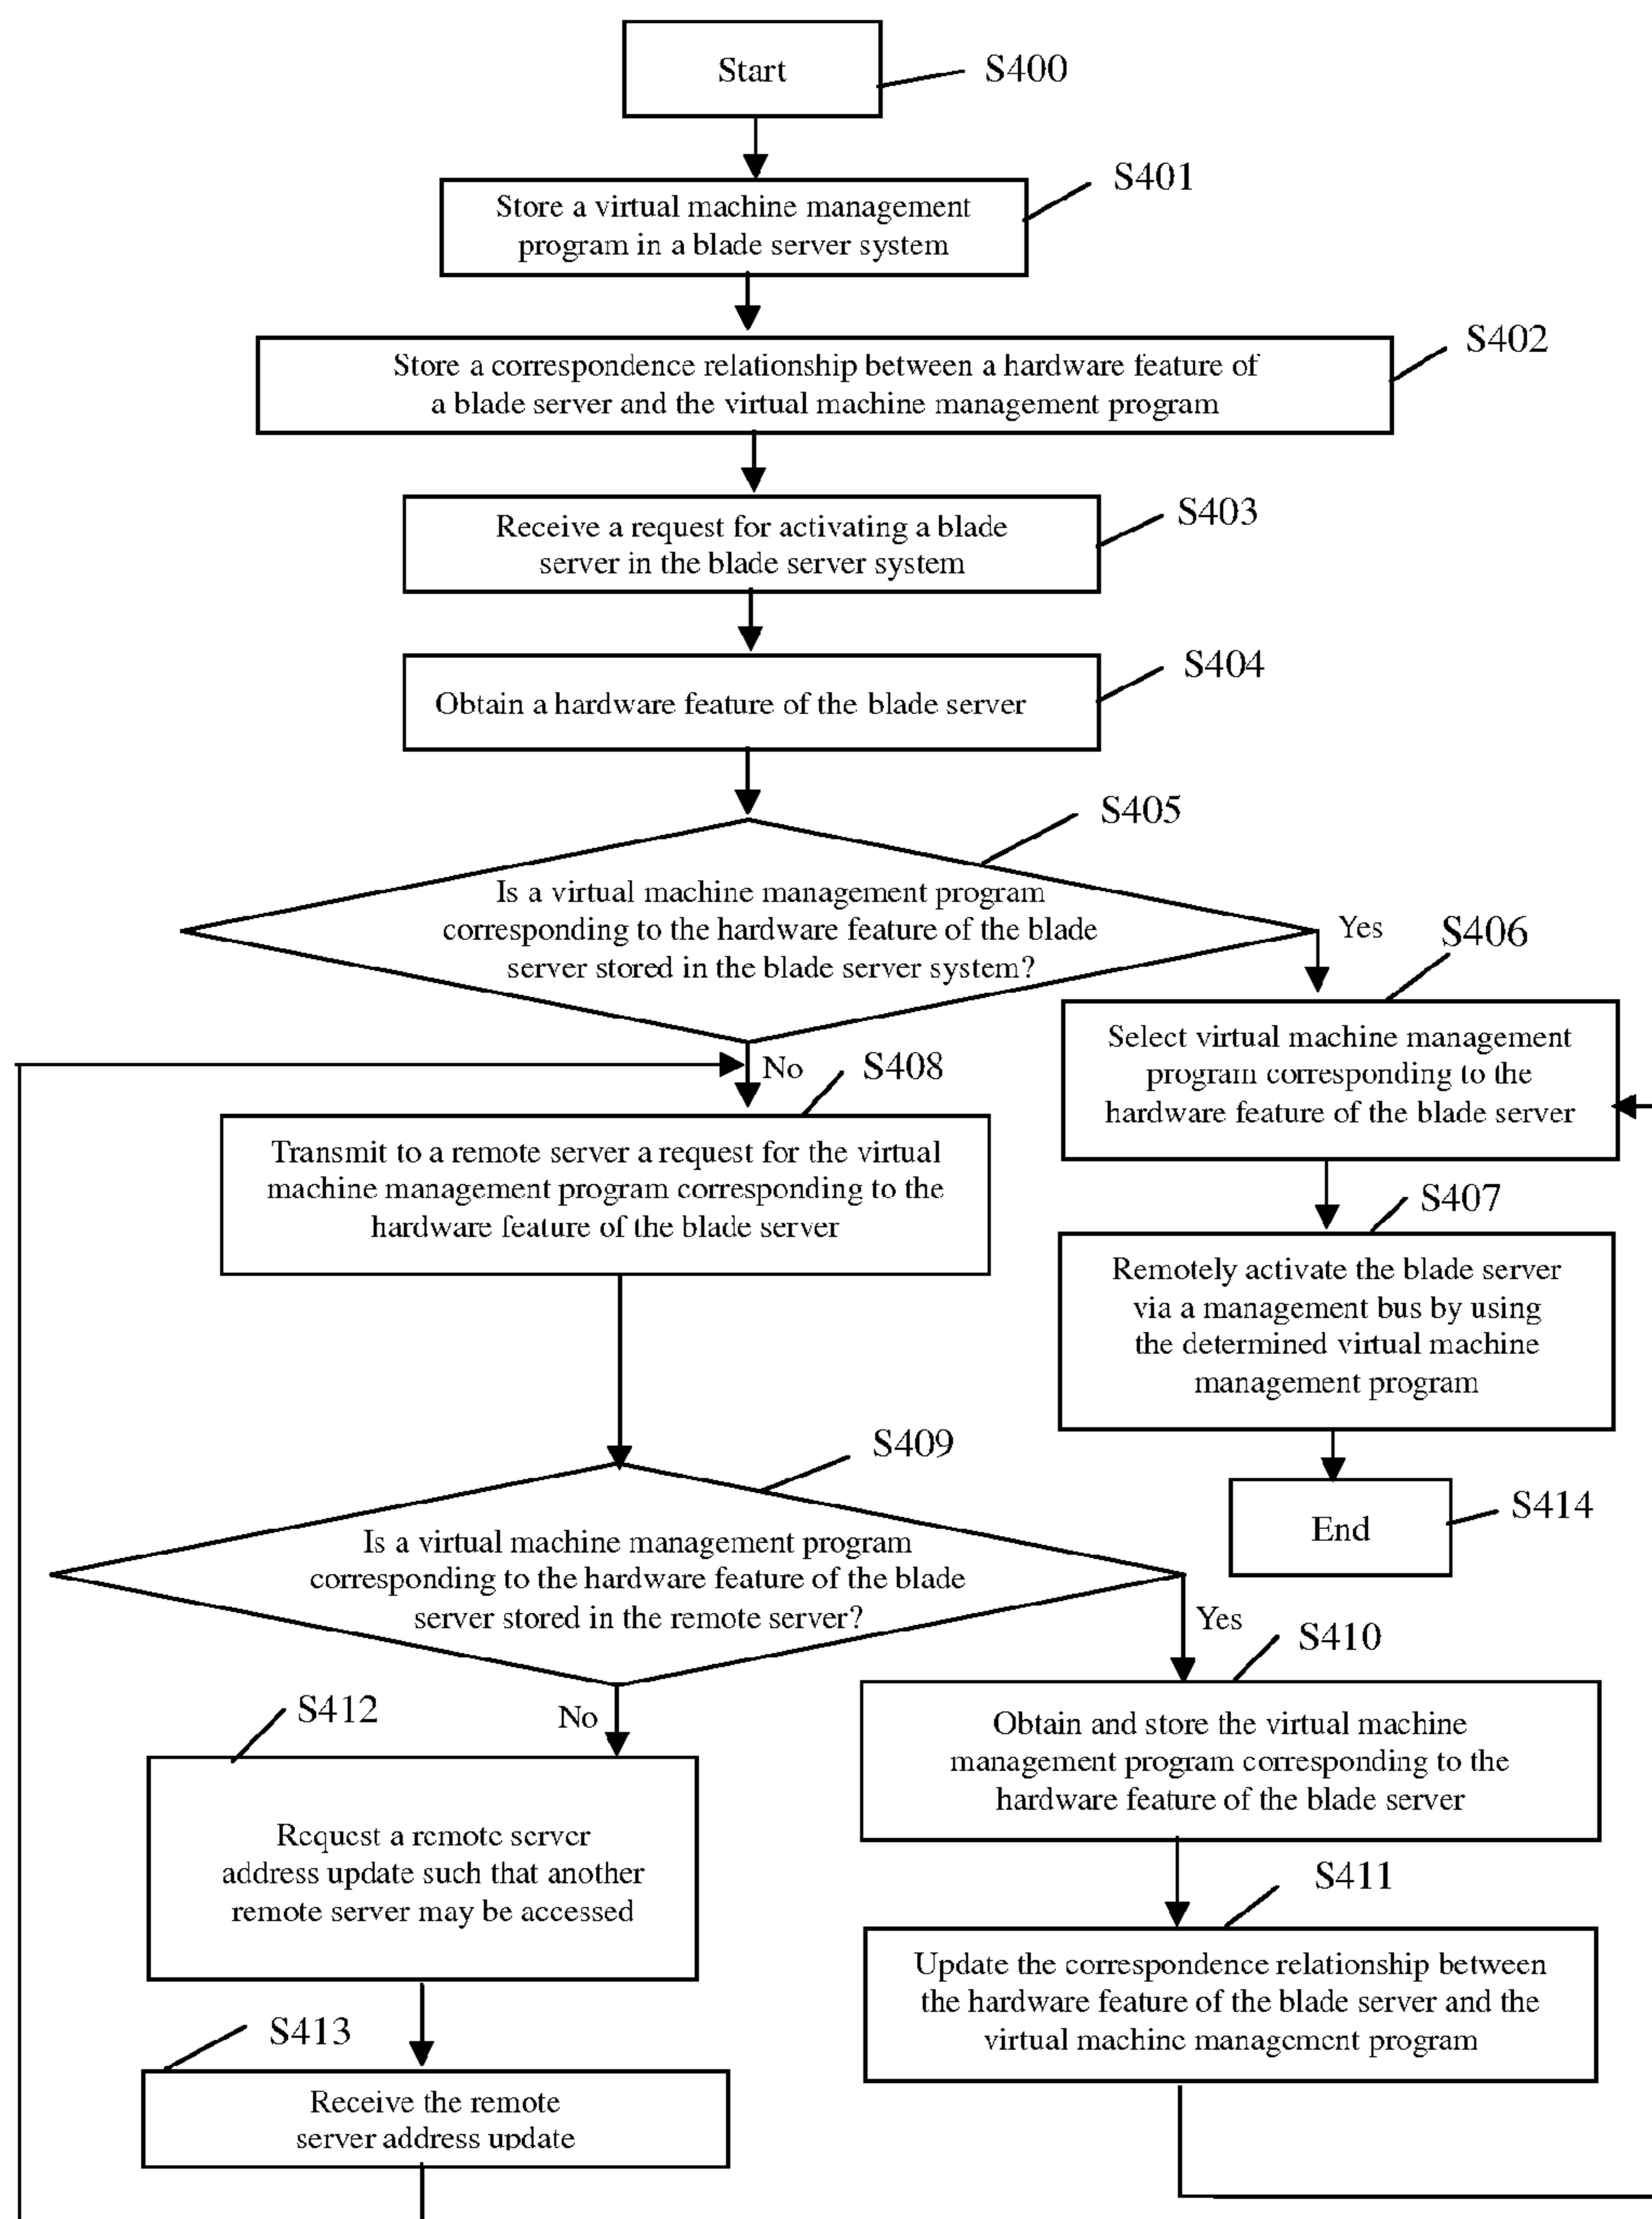 Start
S400
S401
Store a virtual machine management
program in a blade server system
S402
Store a correspondence relationship between a hardware feature of
a blade server and the virtual machine management program
S403
Receive a request for activating a blade
server in the blade server system
S404
Obtain a hardware feature of the blade server
S405
Is a virtual machine management program
corresponding to the hardware feature of the blade
server stored in the blade server system?
Yes
S406
Select virtual machine management
program corresponding to the
hardware feature of the blade server
No
S408
Transmit to a remote server a request for the virtual
machine management program corresponding to the
hardware feature of the blade server
S407
Remotely activate the blade server
via a management bus by using
the determined virtual machine
management program
S409
Is a virtual machine management program
corresponding to the hardware feature of the blade
server stored in the remote server?
End
S414
Yes
S410
Obtain and store the virtual machine
management program corresponding to the
hardware feature of the blade server
S412
No
Request a remote server
address update such that another
remote server may be accessed
S411
Update the correspondence relationship between
the hardware feature of the blade server and the
virtual machine management program
S413
Receive the remote
server address update